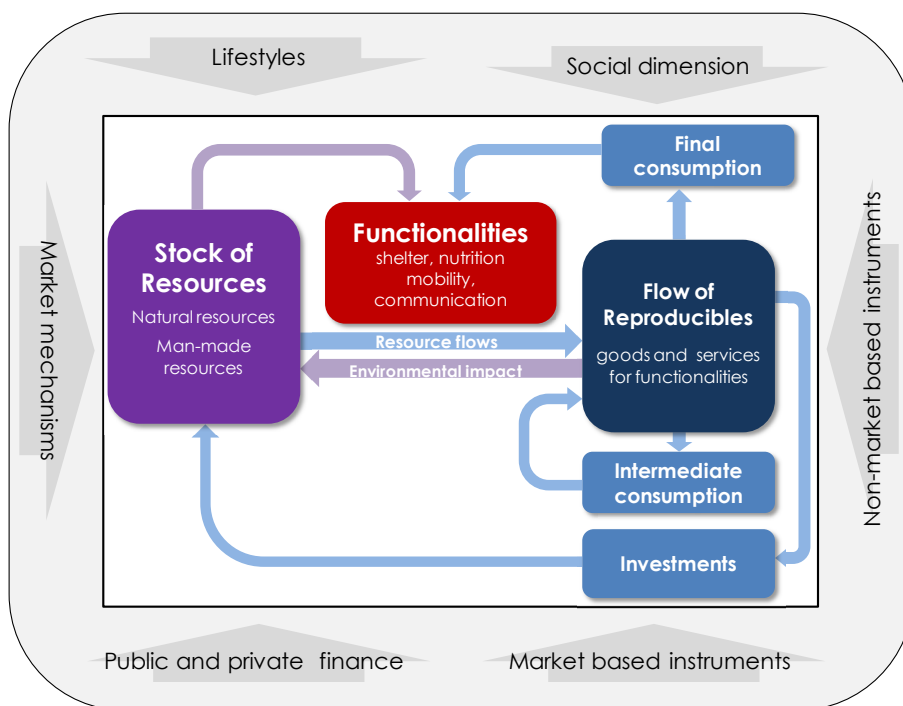 Lifestyles
Social dimension
Final
consumption
Functionalities
shelter, nutrition
mobility,
communication
Stock of
Resources
Natural resources
Man-made
resources
Flow of
Reproducibles
goods and services
for functionalities
Resource flows
Environmental impact
Market mechanisms
Non-market based instruments
Intermediate
consumption
Investments
Public and private finance
Market based instruments